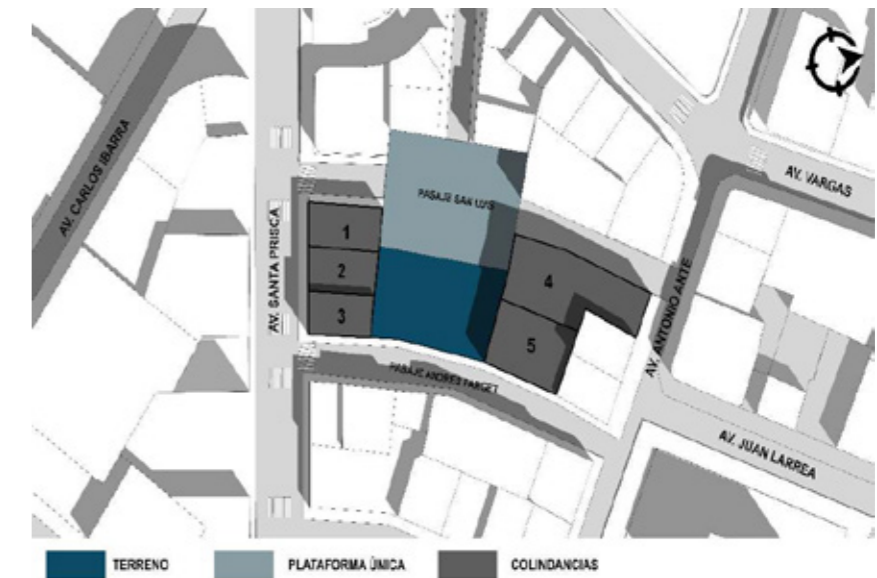 AV. CARLOS IBARRA
AV. VARGAS
PASAJE SAN LUIS
AV. SANTA PRISCA
1
2
3
4
5
AV. ANTONIO ANTE
PASAJE ANDRES FARGET
AV. JUAN LARREA
TERRENO
PLATAFORMA ÚNICA
COLINDANCIAS